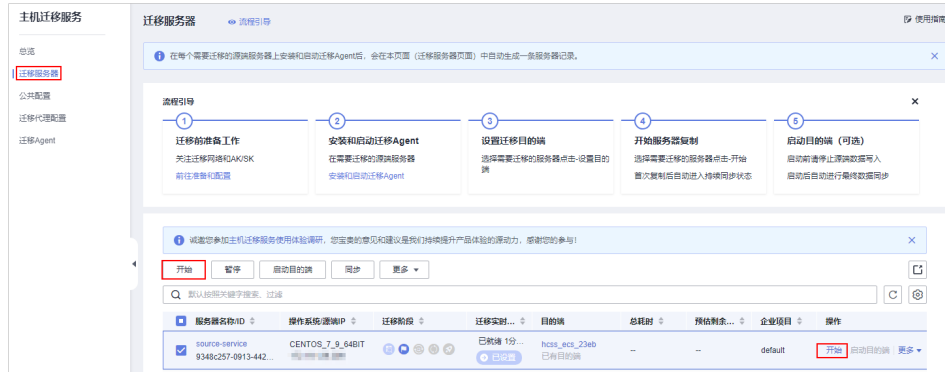 主机迁移服务
总览
迁移服务器
公共配置
迁移代理配置
迁移Agent
迁移服务器
流程引导
使用指南
在每个需要迁移的源端服务器上安装和启动迁移Agent后，会在本页面（迁移服务器页面）中自动生成一条服务器记录。
流程引导
1
迁移前准备工作
关注迁移网络和AK/SK
前往准备和配置
2
安装和启动迁移Agent
在需要迁移的源端服务器
安装和启动迁移Agent
3
设置迁移目的端
选择需要迁移的服务器点击-设置目的
端
4
开始服务器复制
选择需要迁移的服务器点击-开始
首次复制后自动进入持续同步状态
5
启动目的端（可选）
启动前请停止源端数据写入
启动后自动进行最终数据同步
诚邀您参加主机迁移服务使用体验调研，您宝贵的意见和建议是我们持续提升产品体验的源动力，感谢您的参与！
开始 暂停 启动目的端 同步 更多
默认按照关键字搜索、过滤
服务器名称/ID 操作系统/源端IP 迁移阶段 迁移实时... 目的端 总耗时 预估剩余... 企业项目 操作
source-service CENTOS_7_9_64BIT 已就绪 1分... hcss_ecs_23eb -- -- default 开始 启动目的端 更多
9348c257-0913-442... 已设置 已有目的端